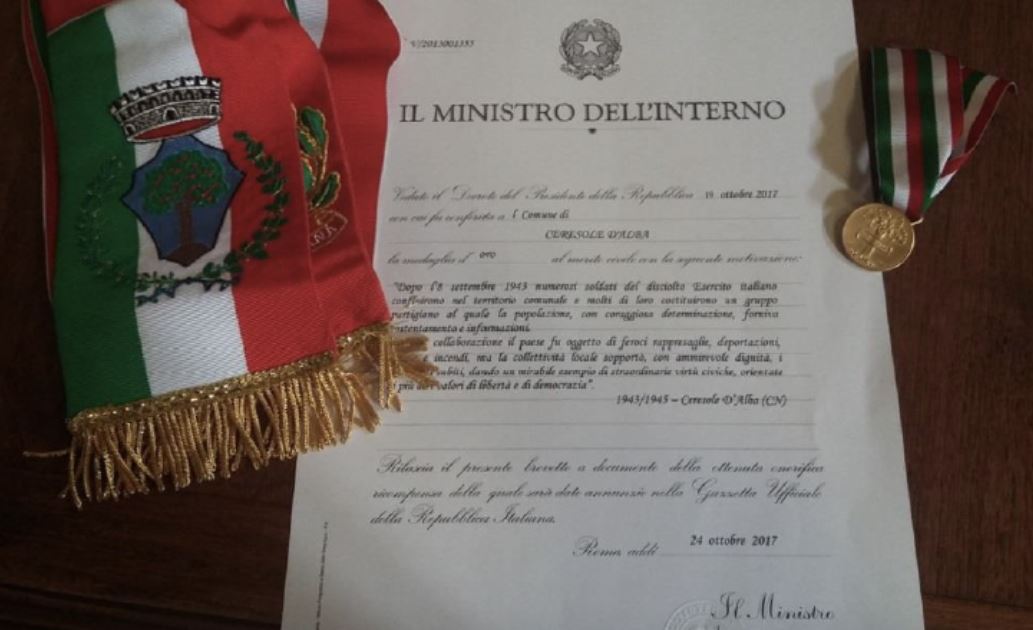 V/2013001355
IL MINISTRO DELL'INTERNO
Veduto il Decreto del Presidente della Repubblica 19 ottobre 2017
con cui fu conferita a l Comune di
CERESOLE D'ALBA
la medaglia d' oro al merito civile con la seguente motivazione:
"Dopo l'8 settembre 1943 numerosi soldati del disciolto Esercito italiano
confluirono nel territorio comunale e molti di loro costituirono un gruppo
partigiano al quale la popolazione, con coraggiosa determinazione, forniva
sostentamento e informazioni.
collaborazione il paese fu oggetto di feroci rappresaglie, deportazioni,
e incendi, ma la collettività locale sopportò, con ammirevole dignità, i
subiti, dando un mirabile esempio di straordinarie virtù civiche, orientate
ai più alti valori di libertà e di democrazia".
1943/1945 – Ceresole D'Alba (CN)
Rilascia il presente brevetto a documento della ottenuta onorifica
ricompensa della quale sarà dato annunzio nella Gazzetta Ufficiale
della Repubblica Italiana.
Roma, addì 24 ottobre 2017
Il Ministro